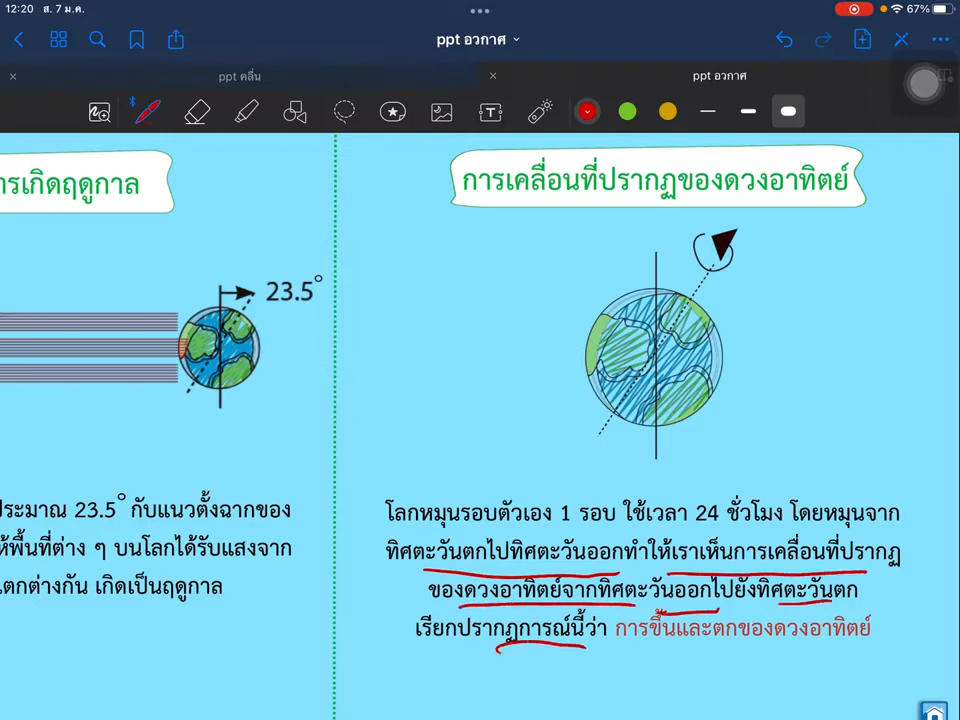 12:20 ส. 7 ม.ค.
67%
ppt อวกาศ
ppt คลื่น
ppt อวกาศ
ารเกิดฤดูกาล
การเคลื่อนที่ปรากฏของดวงอาทิตย์
23.5°
ประมาณ 23.5° กับแนวตั้งฉากของ
ห้พื้นที่ต่าง ๆ บนโลกได้รับแสงจาก
แตกต่างกัน เกิดเป็นฤดูกาล
โลกหมุนรอบตัวเอง 1 รอบ ใช้เวลา 24 ชั่วโมง โดยหมุนจาก
ทิศตะวันตกไปทิศตะวันออกทำให้เราเห็นการเคลื่อนที่ปรากฏ
ของดวงอาทิตย์จากทิศตะวันออกไปยังทิศตะวันตก
เรียกปรากฏการณ์นี้ว่า การขึ้นและตกของดวงอาทิตย์